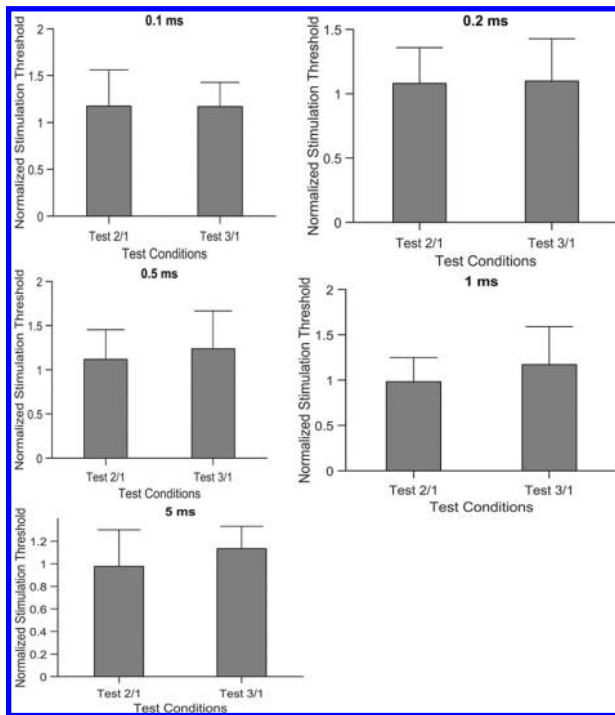 0.1 ms
Normalized Stimulation Threshold
2
1.5
1
0.5
0
Test 2/1 Test 3/1
Test Conditions
0.2 ms
Normalized Stimulation Threshold
1.5
1
0.5
0
Test 2/1 Test 3/1
Test Conditions
0.5 ms
Normalized Stimulation Threshold
2
1.5
1
0.5
0
Test 2/1 Test 3/1
Test Conditions
1 ms
Normalized Stimulation Threshold
2
1.5
1
0.5
0
Test 2/1 Test 3/1
Test Conditions
5 ms
Normalized Stimulation Threshold
1.2
1
0.8
0.6
0.4
0.2
0
Test 2/1 Test 3/1
Test Conditions